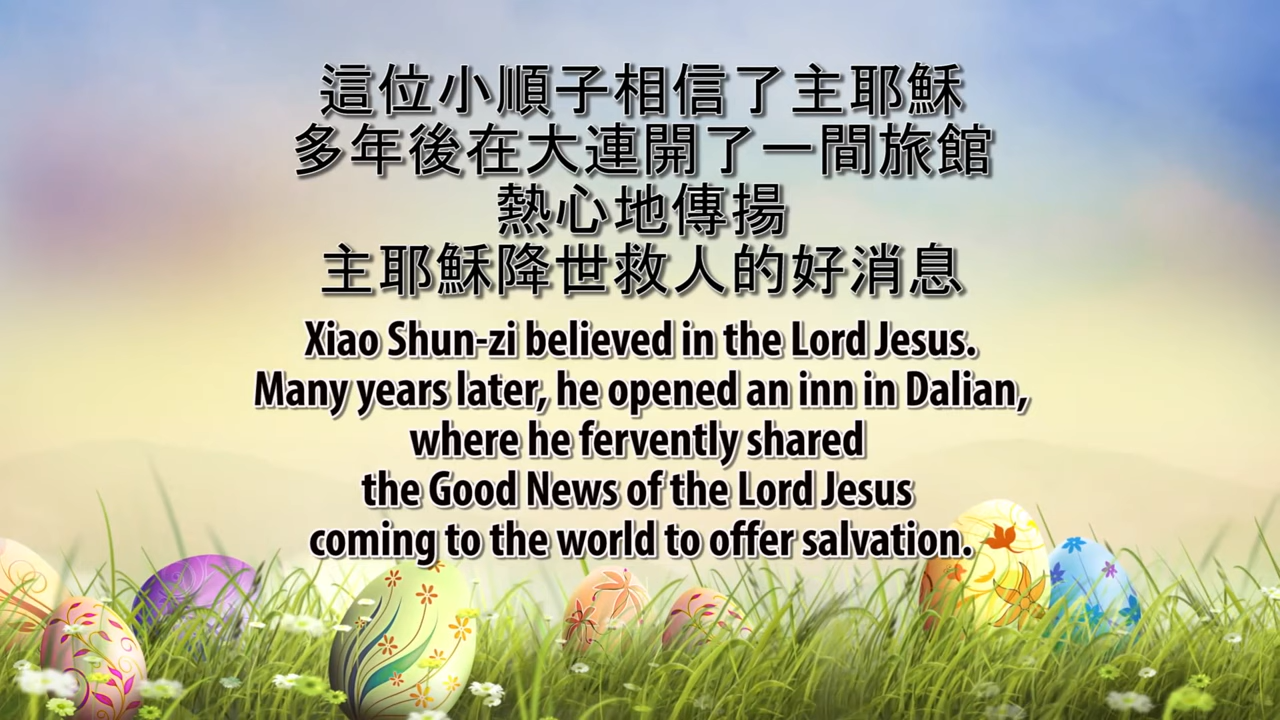 這位小順子相信了主耶穌
多年後在大連開了一間旅館
熱心地傳揚
主耶穌降世救人的好消息
Xiao Shun-zi believed in the Lord Jesus.
Many years later, he opened an inn in Dalian,
where he fervently shared
the Good News of the Lord Jesus
coming to the world to offer salvation.